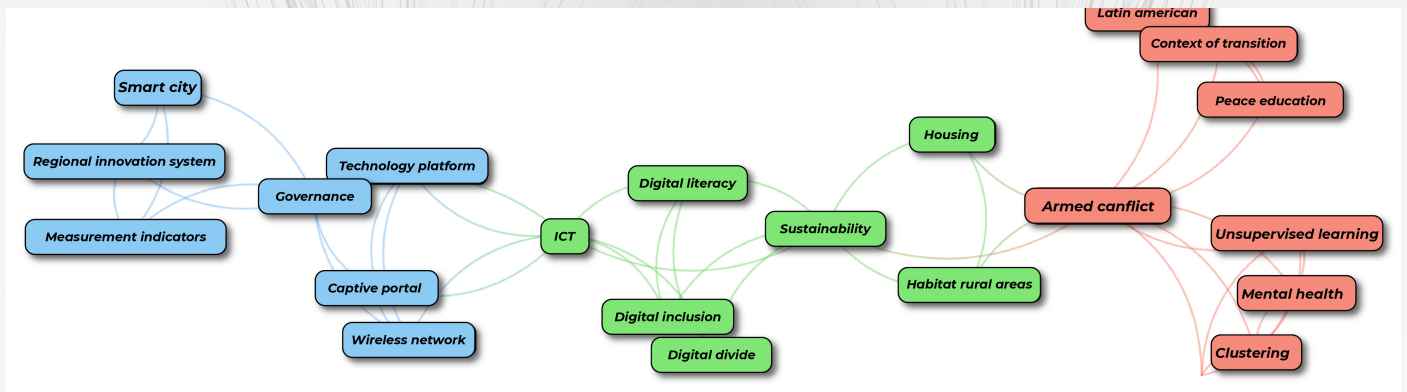 Latin american
Context of transition
Smart city
Peace education
Housing
Regional innovation system
Technology platform
Digital literacy
Governance
Armed canflict
Measurement indicators
ICT
Sustainability
Unsupervised learning
Captive portal
Habitat rural areas
Mental health
Digital inclusion
Wireless network
Digital divide
Clustering